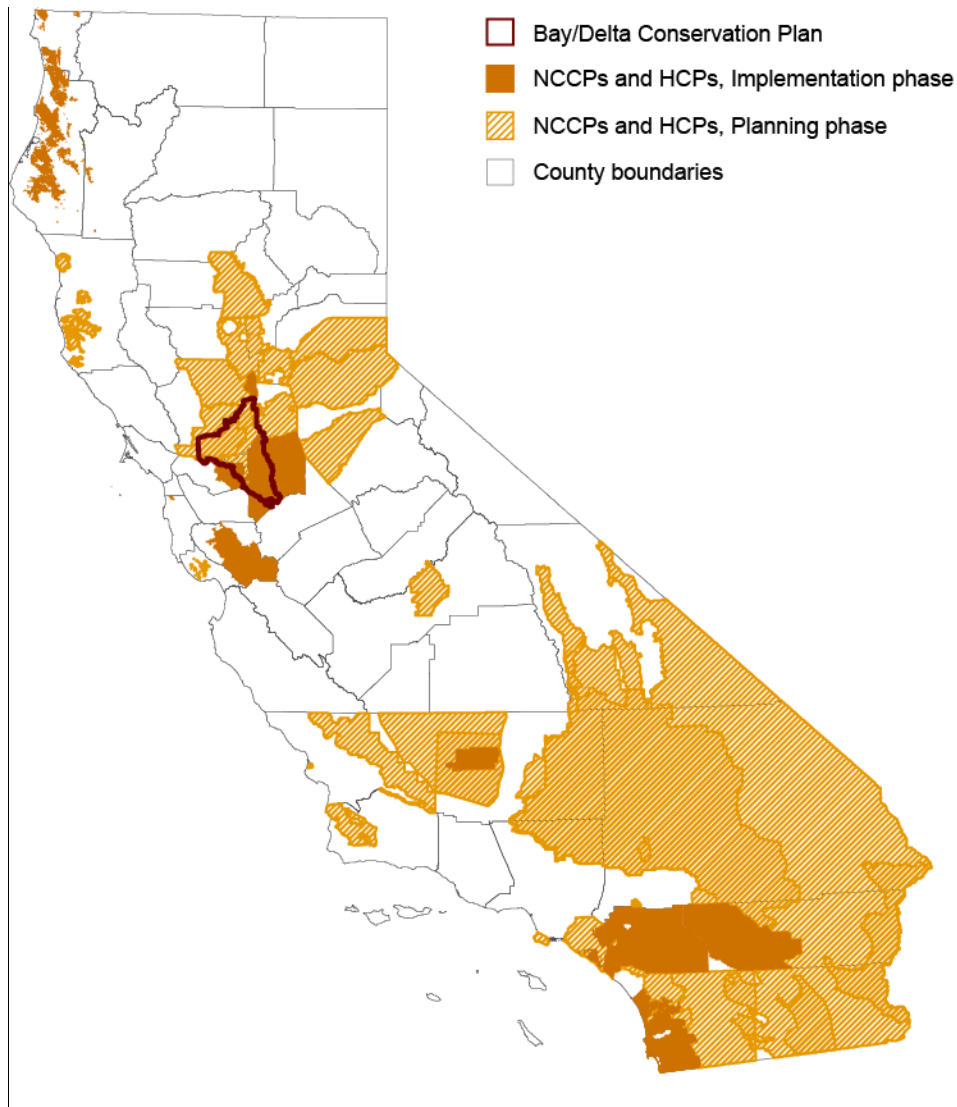 Bay/Delta Conservation Plan
NCCPs and HCPs, Implementation phase
NCCPs and HCPs, Planning phase
County boundaries